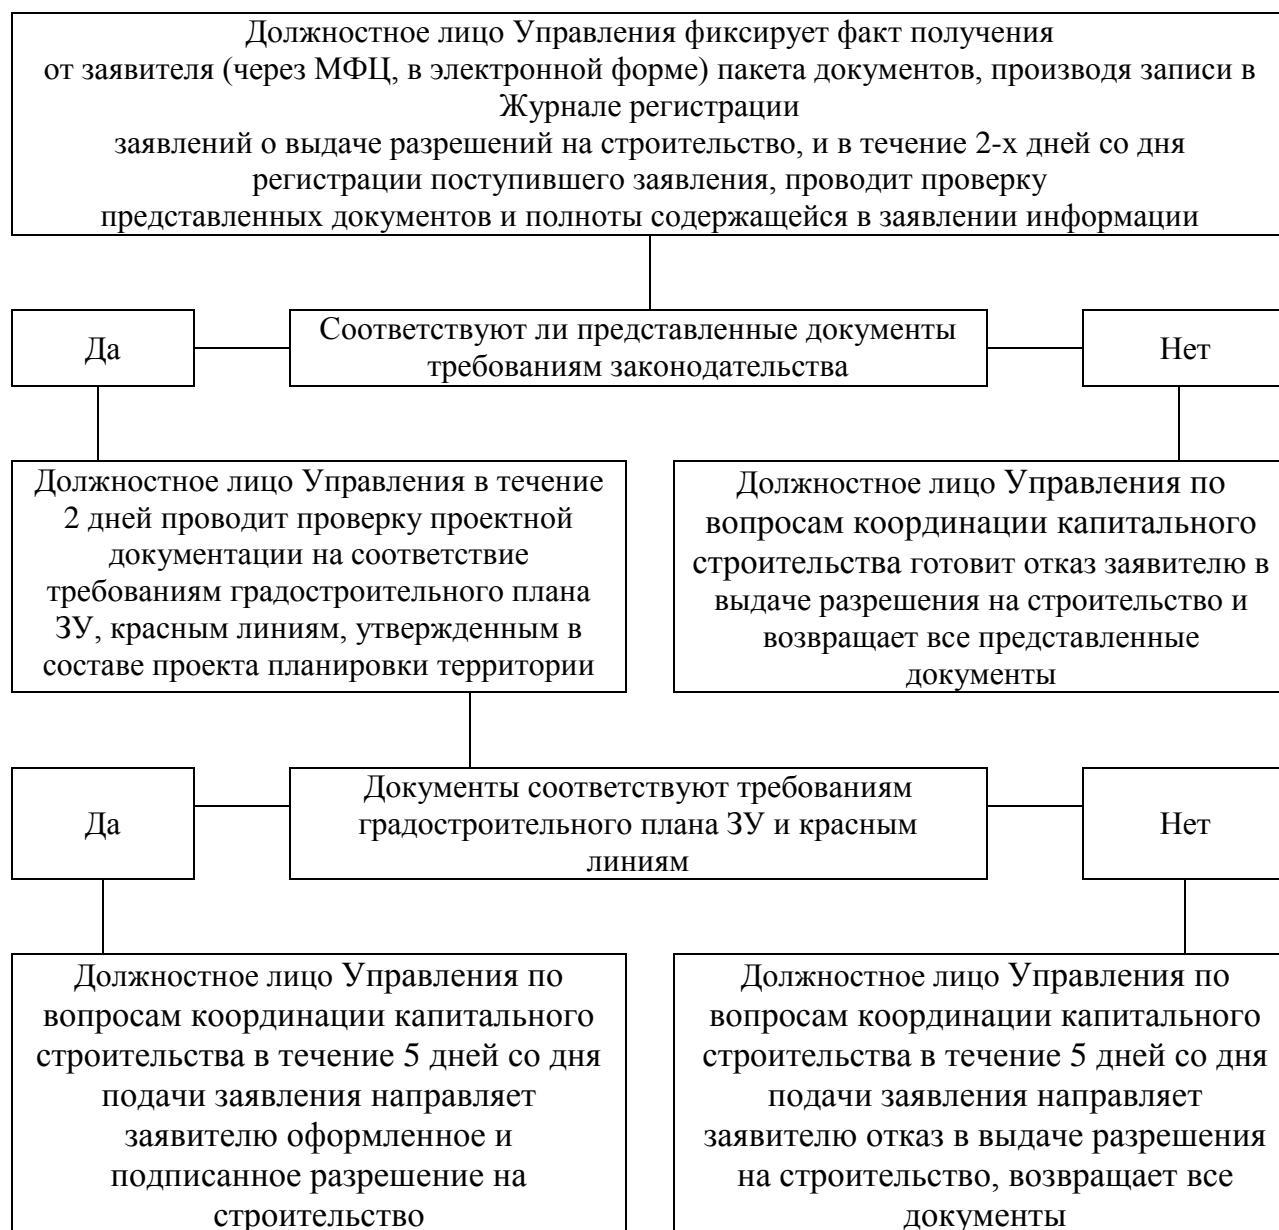 Должностное лицо Управления фиксирует факт получения
от заявителя (через МФЦ, в электронной форме) пакета документов, производя записи в
Журнале регистрации
заявлений о выдаче разрешений на строительство, и в течение 2-х дней со дня
регистрации поступившего заявления, проводит проверку
представленных документов и полноты содержащейся в заявлении информации
Да
Соответствуют ли представленные документы
требованиям законодательства
Нет
Должностное лицо Управления в течение
2 дней проводит проверку проектной
документации на соответствие
требованиям градостроительного плана
ЗУ, красным линиям, утвержденным в
составе проекта планировки территории
Должностное лицо Управления по
вопросам координации капитального
строительства готовит отказ заявителю в
выдаче разрешения на строительство и
возвращает все представленные
документы
Да
Документы соответствуют требованиям
градостроительного плана ЗУ и красным
линиям
Нет
Должностное лицо Управления по
вопросам координации капитального
строительства в течение 5 дней со дня
подачи заявления направляет
заявителю оформленное и
подписанное разрешение на
строительство
Должностное лицо Управления по
вопросам координации капитального
строительства в течение 5 дней со дня
подачи заявления направляет
заявителю отказ в выдаче разрешения
на строительство, возвращает все
документы